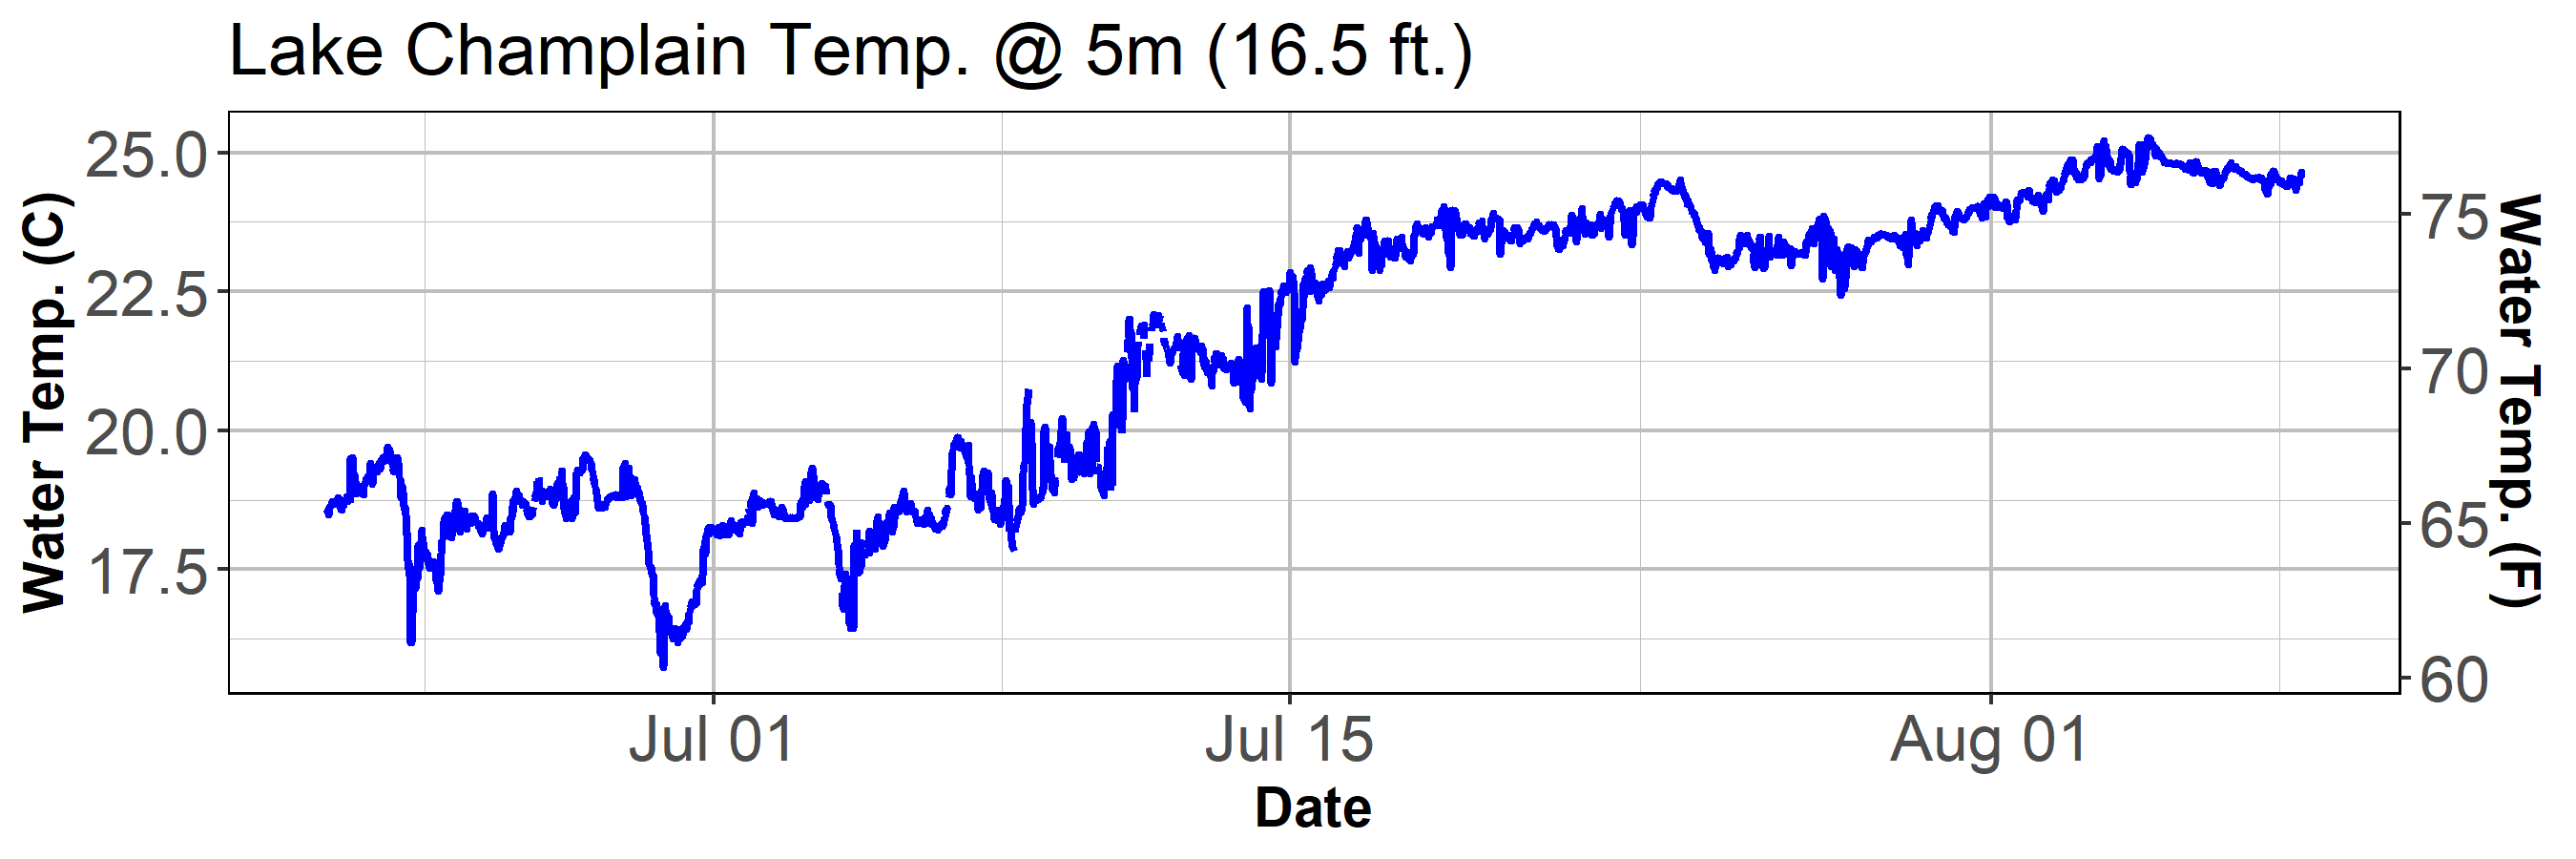 Lake Champlain Temp. @ 5m (16.5 ft.)
Water Temp. (C)
25.0
22.5
20.0
17.5
75
70
65
60
Water Temp. (F)
Jul 01
Jul 15
Aug 01
Date